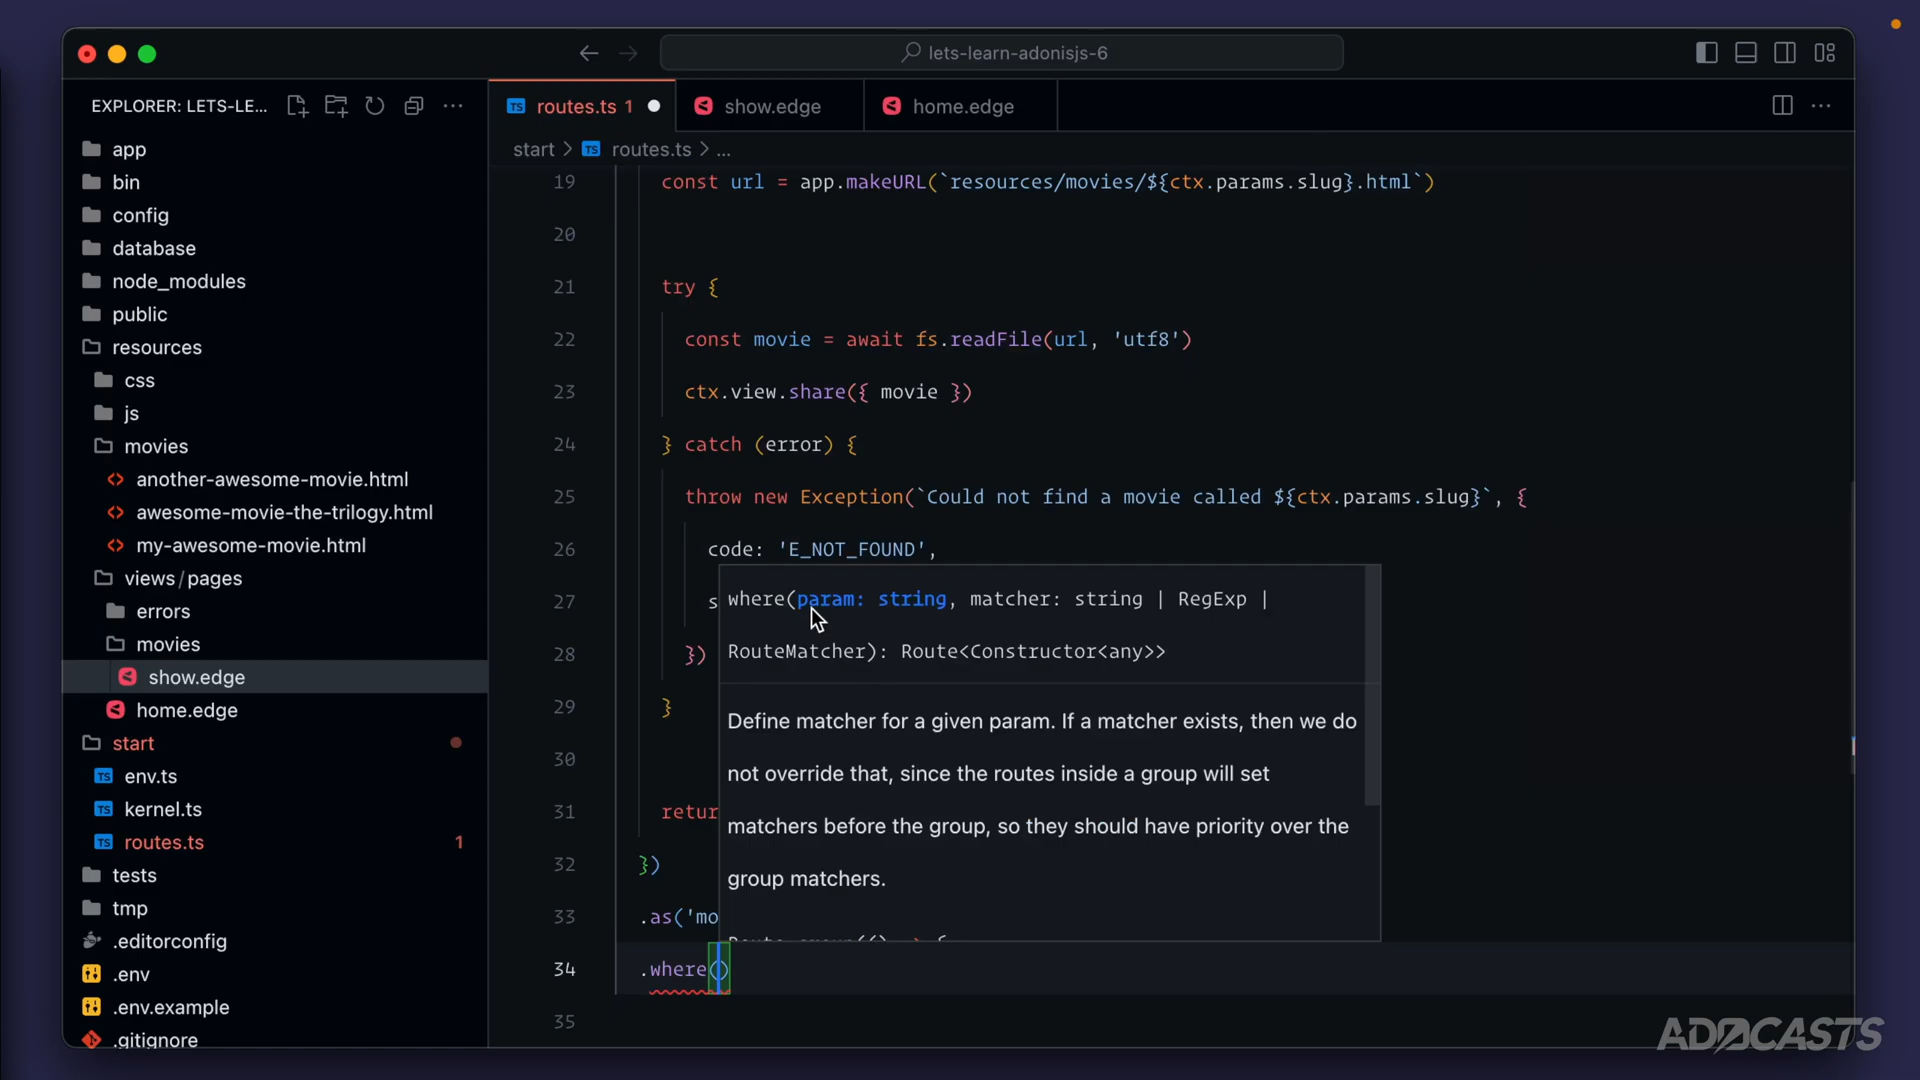 lets-learn-adonisjs-6
EXPLORER: LETS-LE...
routes.ts 1
show.edge
home.edge
start > TS routes.ts > ...
app
bin
config
database
node_modules
public
resources
css
js
movies
another-awesome-movie.html
awesome-movie-the-trilogy.html
my-awesome-movie.html
views/pages
errors
movies
show.edge
home.edge
start
TS env.ts
TS kernel.ts
TS routes.ts 1
tests
tmp
.editorconfig
.env
.env.example
.gitignore
19 const url = app.makeURL(`resources/movies/${ctx.params.slug}.html`)
20
21 try {
22 const movie = await fs.readFile(url, 'utf8')
23 ctx.view.share({ movie })
24 } catch (error) {
25 throw new Exception(`Could not find a movie called ${ctx.params.slug}`, {
26 code: 'E_NOT_FOUND',
27 s
28 })
29 }
30
31 retur
32 })
33 .as('mo
34 .where()
35
where(param: string, matcher: string | RegExp |
RouteMatcher): Route<Constructor<any>>
Define matcher for a given param. If a matcher exists, then we do
not override that, since the routes inside a group will set
matchers before the group, so they should have priority over the
group matchers.
ADOCASTS